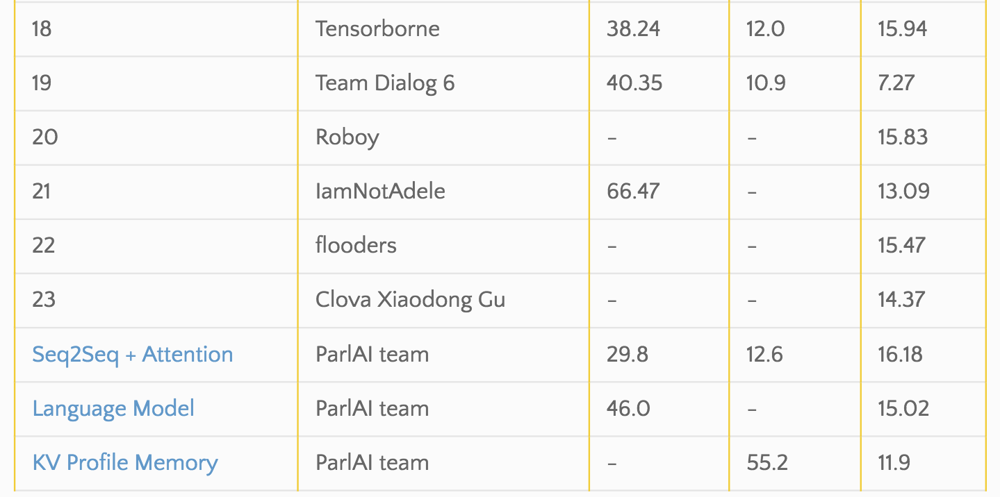 18 Tensorborne 38.24 12.0 15.94
19 Team Dialog 6 40.35 10.9 7.27
20 Roboy – – 15.83
21 IamNotAdele 66.47 – 13.09
22 flooders – – 15.47
23 Clova Xiaodong Gu – – 14.37
Seq2Seq + Attention ParlAI team 29.8 12.6 16.18
Language Model ParlAI team 46.0 – 15.02
KV Profile Memory ParlAI team – 55.2 11.9